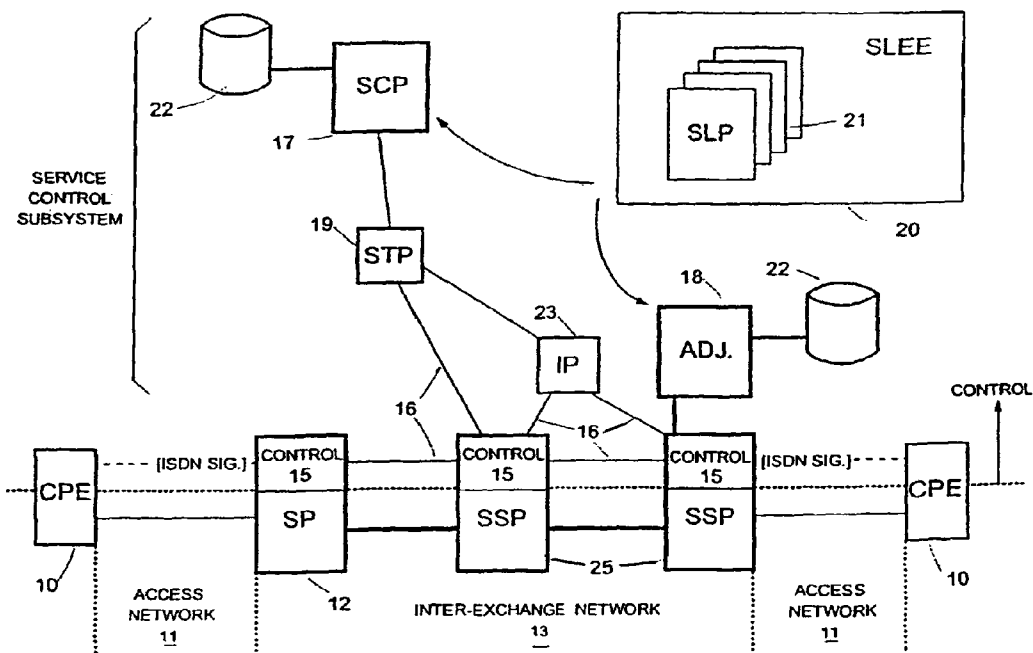 SLEE
SCP
22
17
SLP
21
SERVICE
CONTROL
SUBSYSTEM
20
19
STP
22
18
23
IP
ADJ.
CONTROL
16
16
[ISDN SIG.]
CONTROL
15
CONTROL
15
CONTROL
15
[ISDN SIG.]
CPE
SP
SSP
SSP
CPE
10
12
25
10
ACCESS
NETWORK
11
INTER-EXCHANGE NETWORK
13
ACCESS
NETWORK
11